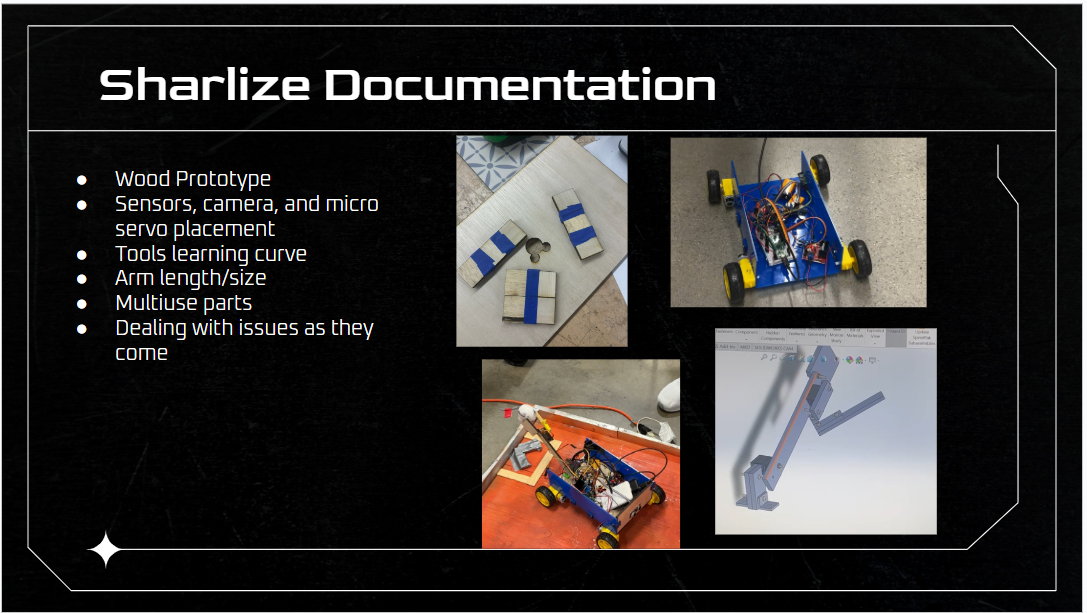 Sharlize Documentation
● Wood Prototype
● Sensors, camera, and micro
servo placement
● Tools learning curve
● Arm length/size
● Multiuse parts
● Dealing with issues as they
come